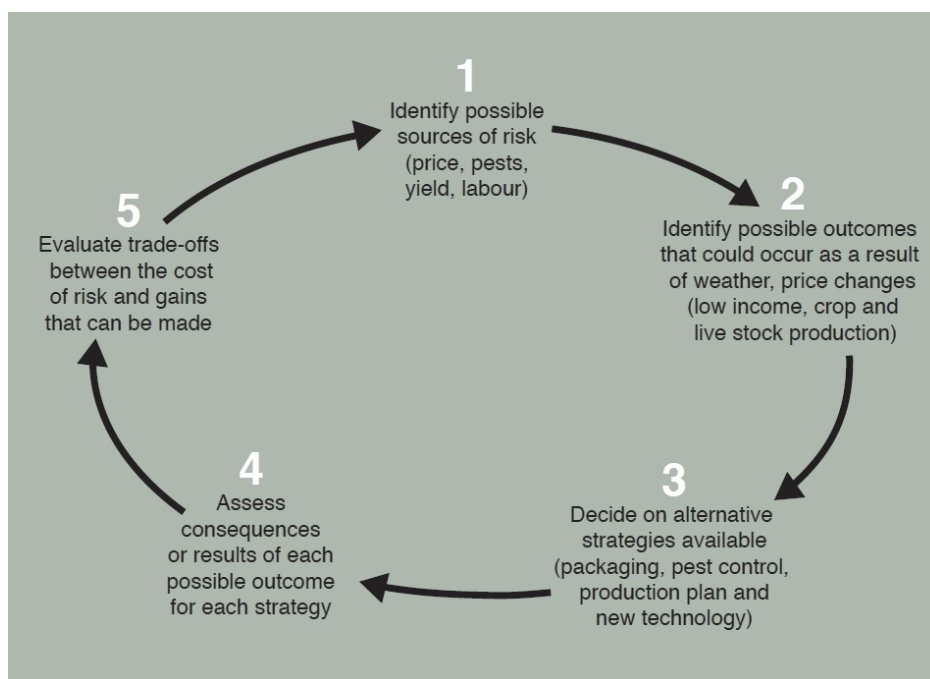 1
Identify possible
sources of risk
(price, pests,
yield, labour)
2
Identify possible outcomes
that could occur as a result
of weather, price changes
(low income, crop and
live stock production)
3
Decide on alternative
strategies available
(packaging, pest control,
production plan and
new technology)
4
Assess
consequences
or results of each
possible outcome
for each strategy
5
Evaluate trade-offs
between the cost
of risk and gains
that can be made